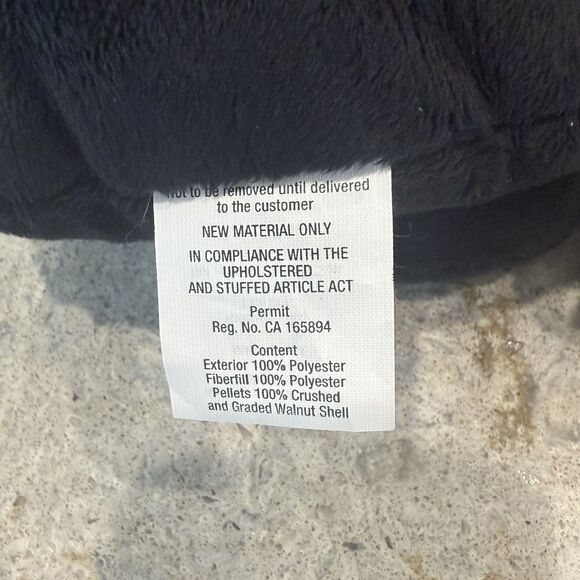 Not to be removed until delivered
to the customer
NEW MATERIAL ONLY
IN COMPLIANCE WITH THE
UPHOLSTERED
AND STUFFED ARTICLE ACT
Permit
Reg. No. CA 165894
Content
Exterior 100% Polyester
Fiberfill 100% Polyester
Pellets 100% Crushed
and Graded Walnut Shell